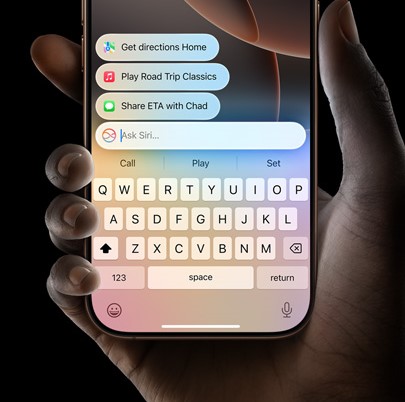 Get directions Home
Play Road Trip Classics
Share ETA with Chad
Ask Siri...
Call Play Set
Q W E R T Y U I O P
A S D F G H J K L
Z X C V B N M
123 space return